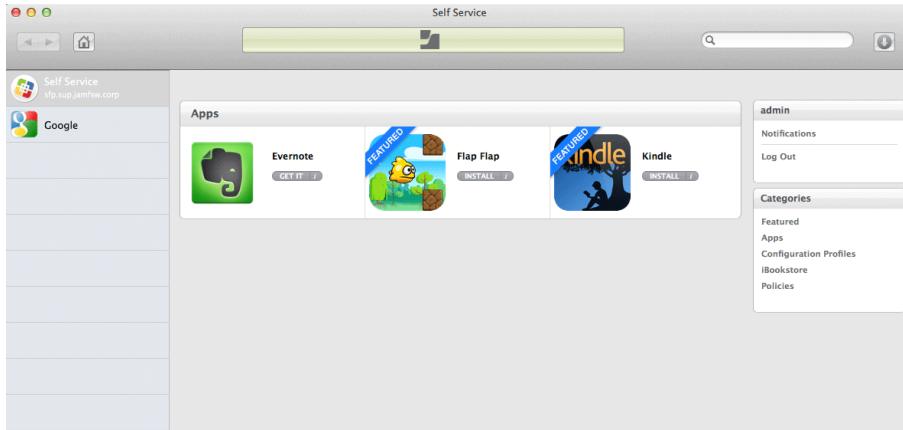 Self Service
Self Service
sfp.sup.jamfsw.corp
Google
Apps
Evernote
GET IT i
FEATURED
Flap Flap
INSTALL i
FEATURED
kindle
Kindle
INSTALL i
admin
Notifications
Log Out
Categories
Featured
Apps
Configuration Profiles
iBookstore
Policies